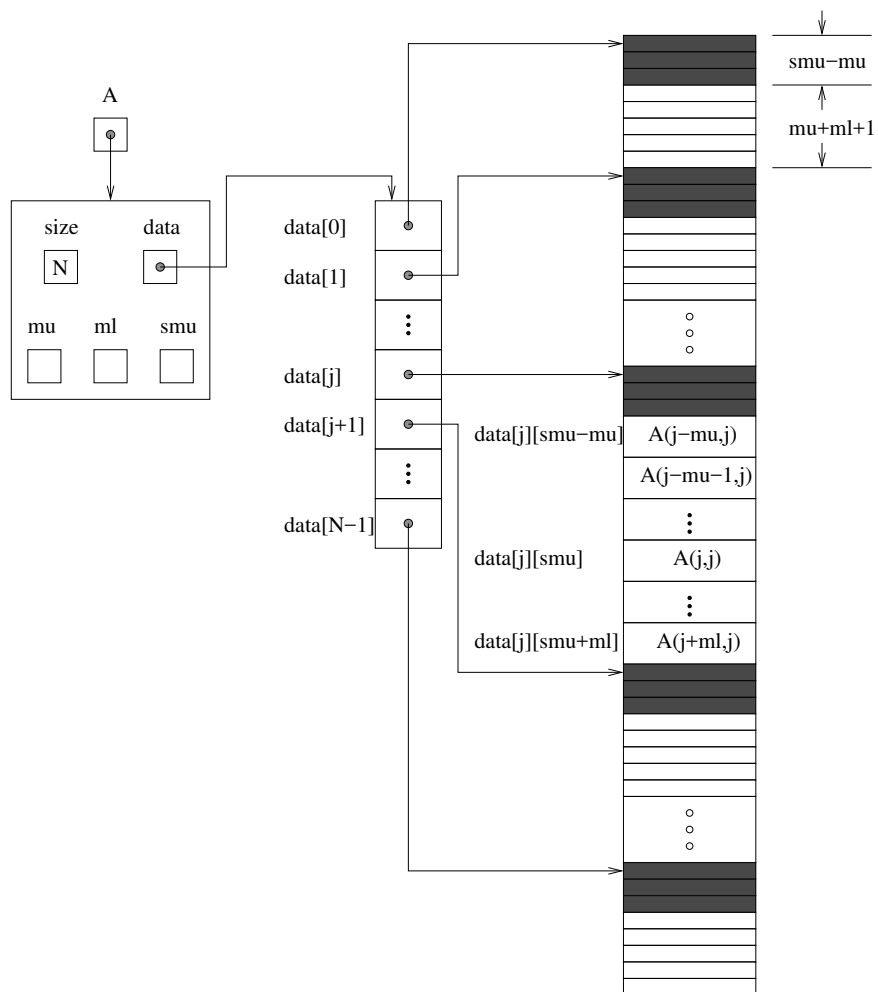 A
size data
N
mu ml smu
data[0]
data[1]
data[j]
data[j+1]
data[N−1]
data[j][smu−mu]
data[j][smu]
data[j][smu+ml]
A(j−mu,j)
A(j−mu−1,j)
A(j,j)
A(j+ml,j)
smu−mu
mu+ml+1